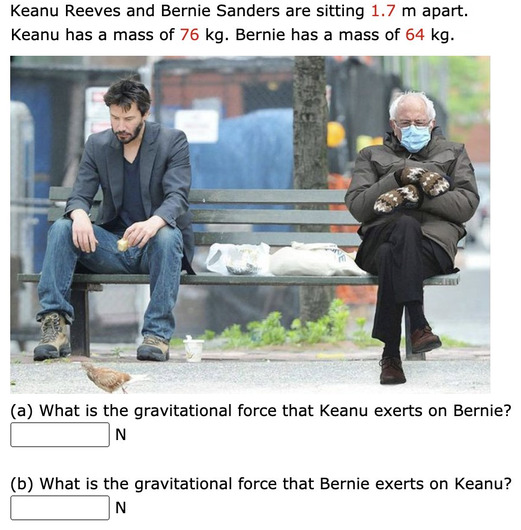 Keanu Reeves and Bernie Sanders are sitting 1.7 m apart.
Keanu has a mass of 76 kg. Bernie has a mass of 64 kg.
(a) What is the gravitational force that Keanu exerts on Bernie?
N
(b) What is the gravitational force that Bernie exerts on Keanu?
N